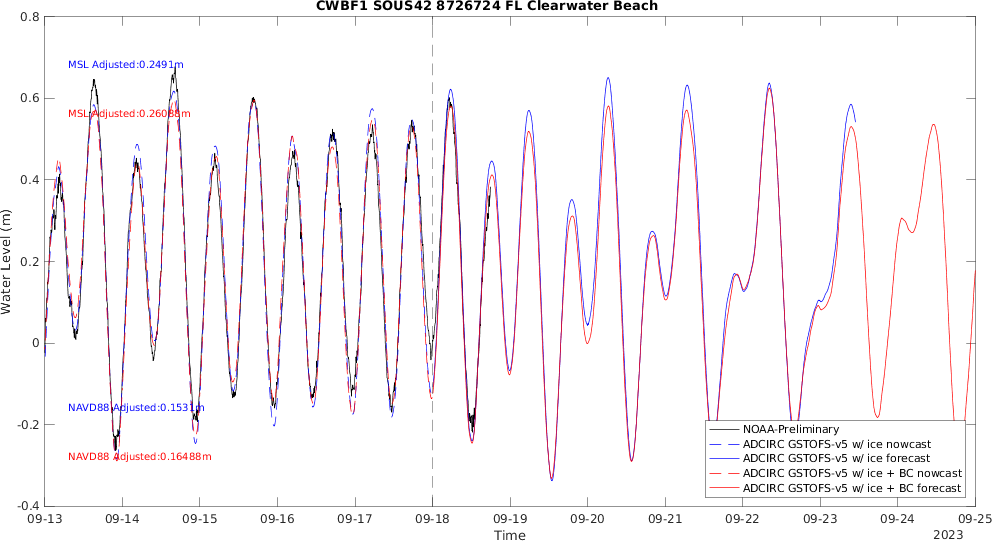 CWBF1 SOUS42 8726724 FL Clearwater Beach
0.8
0.6
0.4
0.2
0
-0.2
-0.4
Water Level (m)
MSL Adjusted:0.2491m
MSL Adjusted:0.26088m
NAVD88 Adjusted:0.1531m
NAVD88 Adjusted:0.16488m
NOAA-Preliminary
ADCIRC GSTOFS-v5 w/ ice nowcast
ADCIRC GSTOFS-v5 w/ ice forecast
ADCIRC GSTOFS-v5 w/ ice + BC nowcast
ADCIRC GSTOFS-v5 w/ ice + BC forecast
09-13 09-14 09-15 09-16 09-17 09-18 09-19 09-20 09-21 09-22 09-23 09-24 09-25
Time
2023